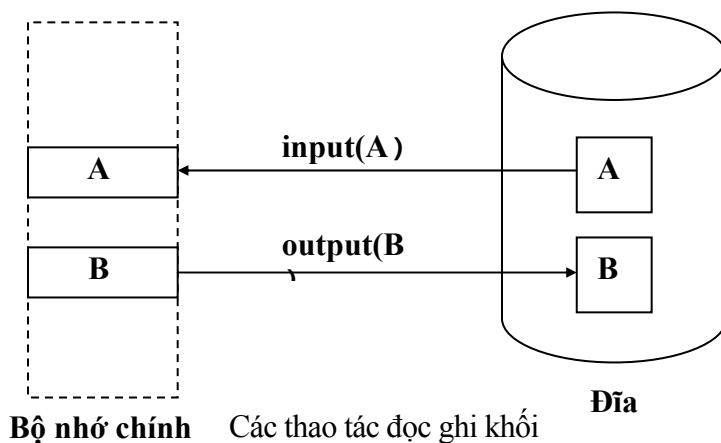 input(A)
A
A
output(B
)
B
B
Đĩa
Bộ nhớ chính
Các thao tác đọc ghi khối